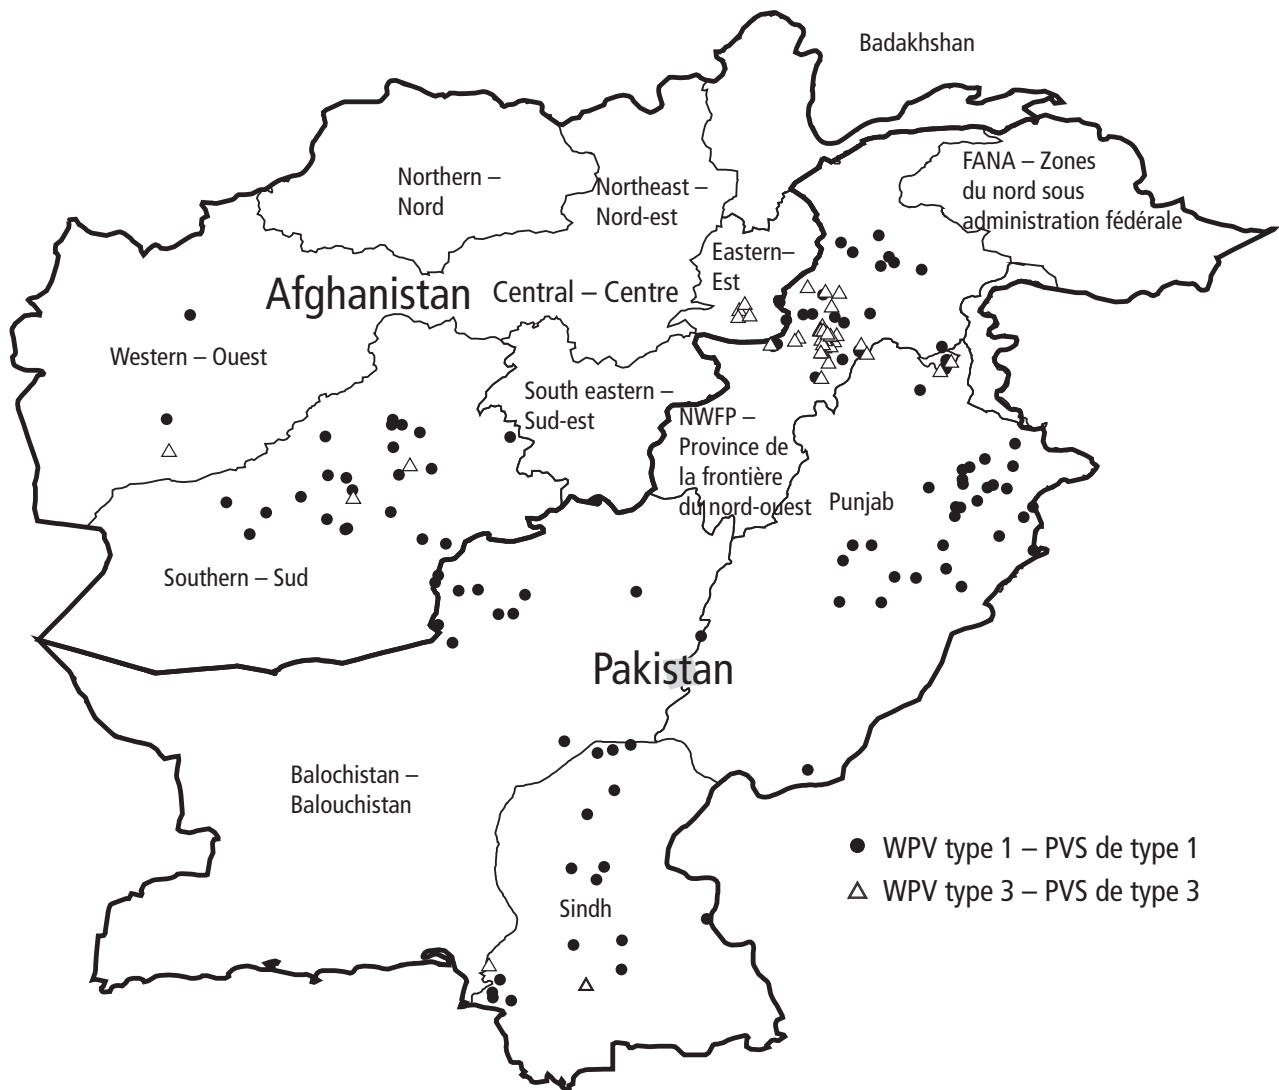 Badakhshan
FANA – Zones
du nord sous
administration fédérale
Northern –
Nord
Northeast –
Nord-est
Eastern–
Est
Afghanistan
Central – Centre
Western – Ouest
South eastern –
Sud-est
NWFP –
Province de
la frontière
du nord-ouest
Punjab
Southern – Sud
Pakistan
Balochistan –
Balouchistan
WPV type 1 – PVS de type 1
WPV type 3 – PVS de type 3
Sindh